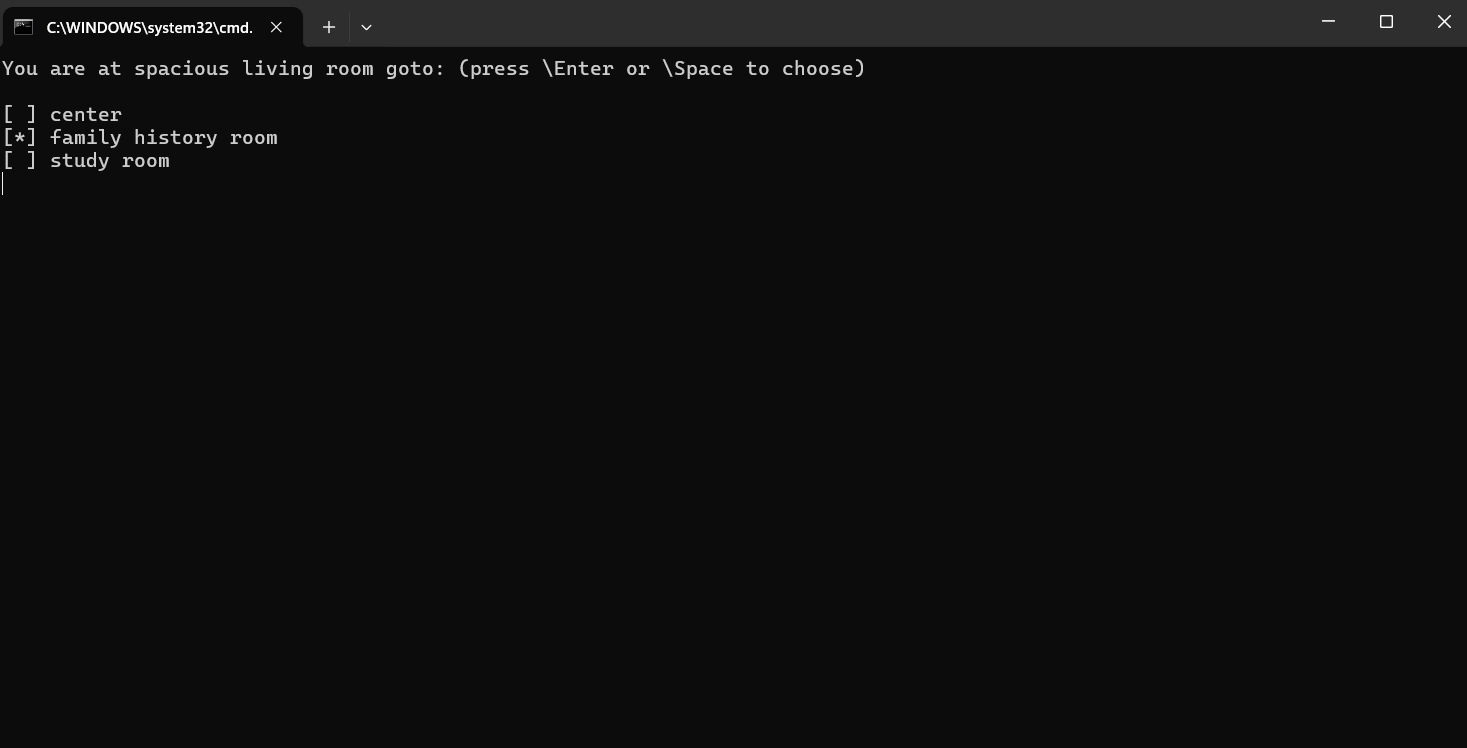 C:\WINDOWS\system32\cmd.
You are at spacious living room goto: (press \Enter or \Space to choose)
[ ] center
[*] family history room
[ ] study room